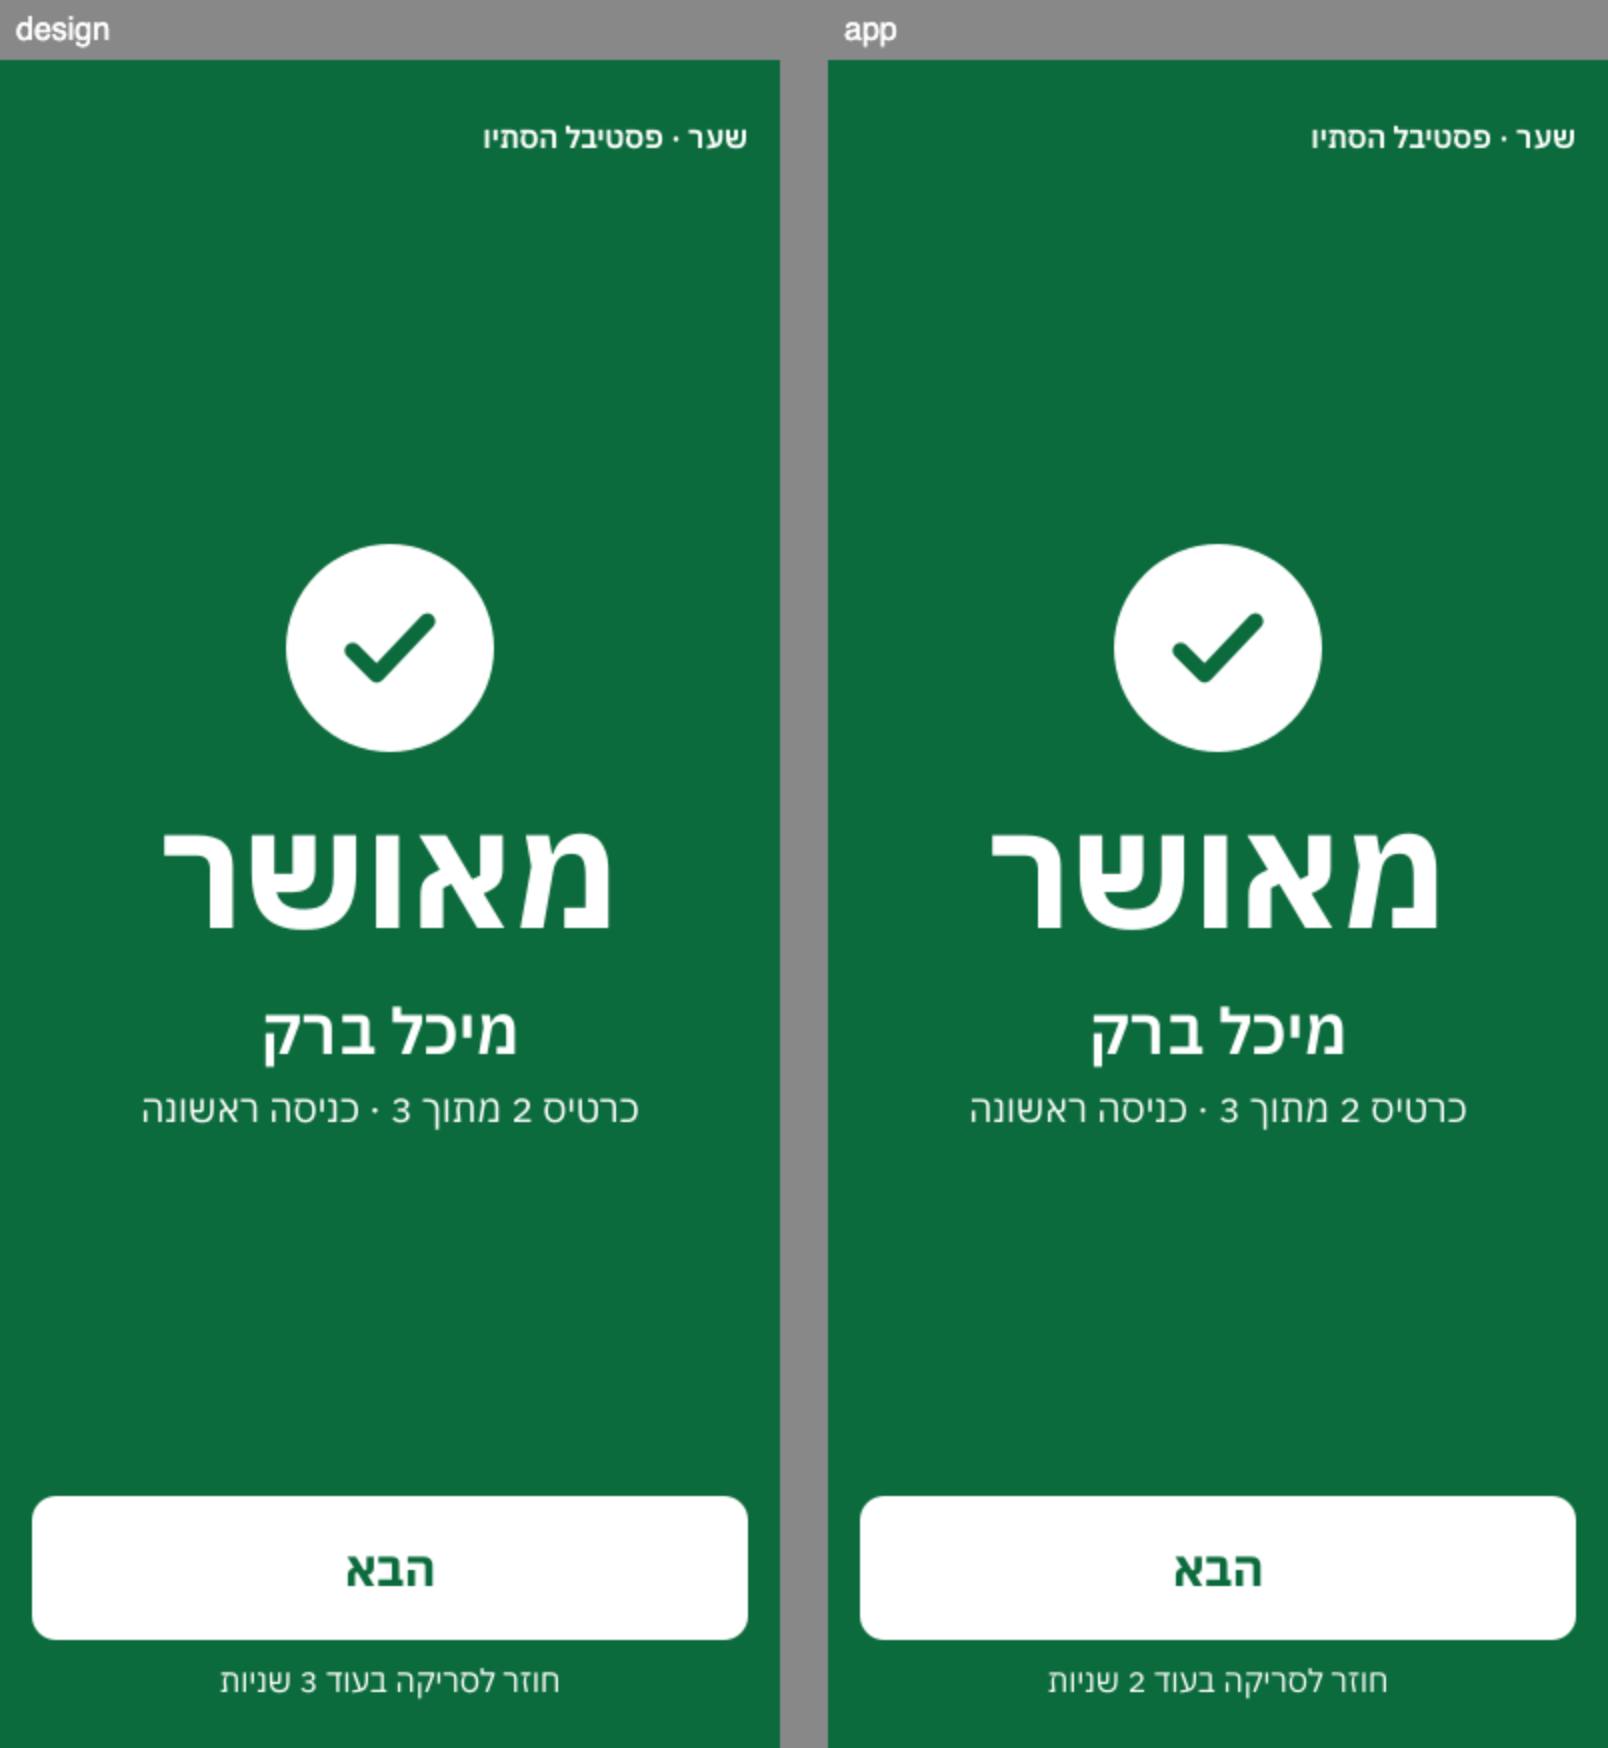 design
שער · פסטיבל הסתיו
מאושר
מיכל ברק
כרטיס 2 מתוך 3 · כניסה ראשונה
הבא
חוזר לסריקה בעוד 3 שניות
app
שער · פסטיבל הסתיו
מאושר
מיכל ברק
כרטיס 2 מתוך 3 · כניסה ראשונה
הבא
חוזר לסריקה בעוד 2 שניות